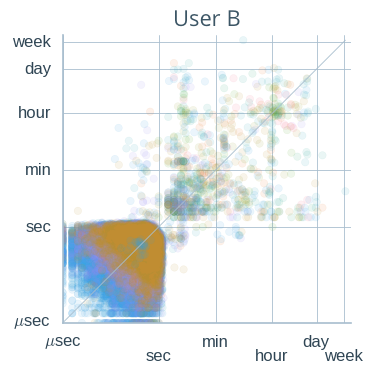 User B
week
day
hour
min
sec
μsec
μsec
min
day
sec
hour
week